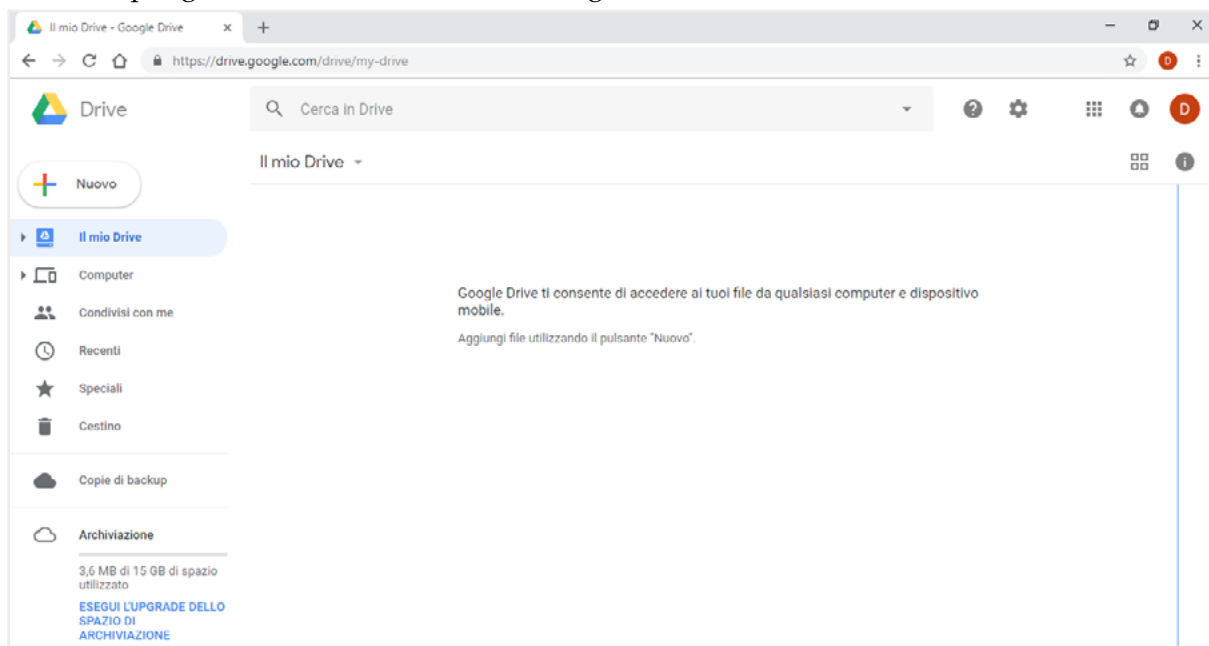 Il mio Drive - Google Drive
https://drive.google.com/drive/my-drive
D
Drive
Cerca in Drive
D
Nuovo
Il mio Drive
Il mio Drive
Computer
Condivisi con me
Recenti
Speciali
Cestino
Copie di backup
Archiviazione
3,6 MB di 15 GB di spazio
utilizzato
ESEGUI L'UPGRADE DELLO
SPAZIO DI
ARCHIVIAZIONE
Google Drive ti consente di accedere ai tuoi file da qualsiasi computer e dispositivo
mobile.
Aggiungi file utilizzando il pulsante "Nuovo".